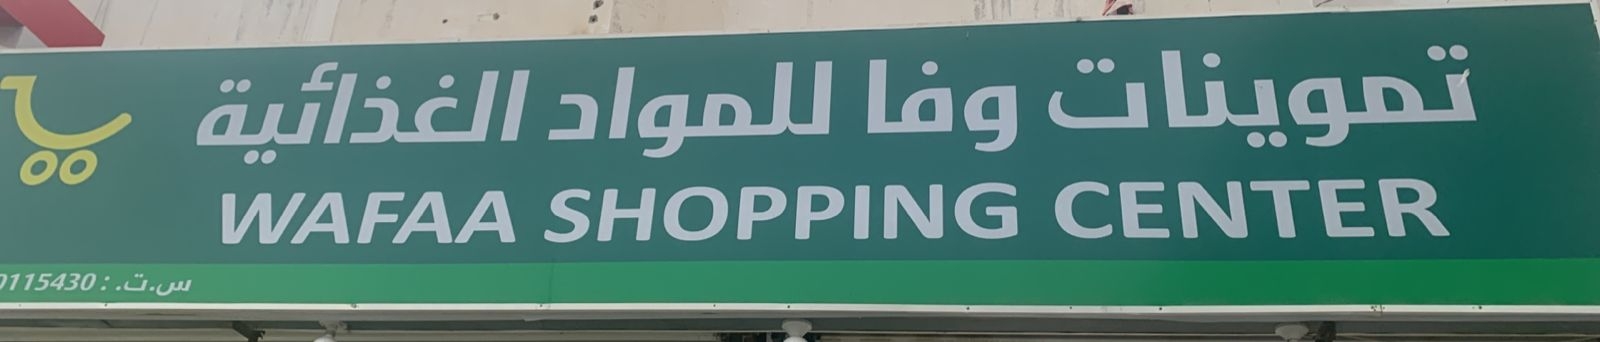 تموينات وفا للمواد الغذائية
WAFAA SHOPPING CENTER
س.ت. : 0115430